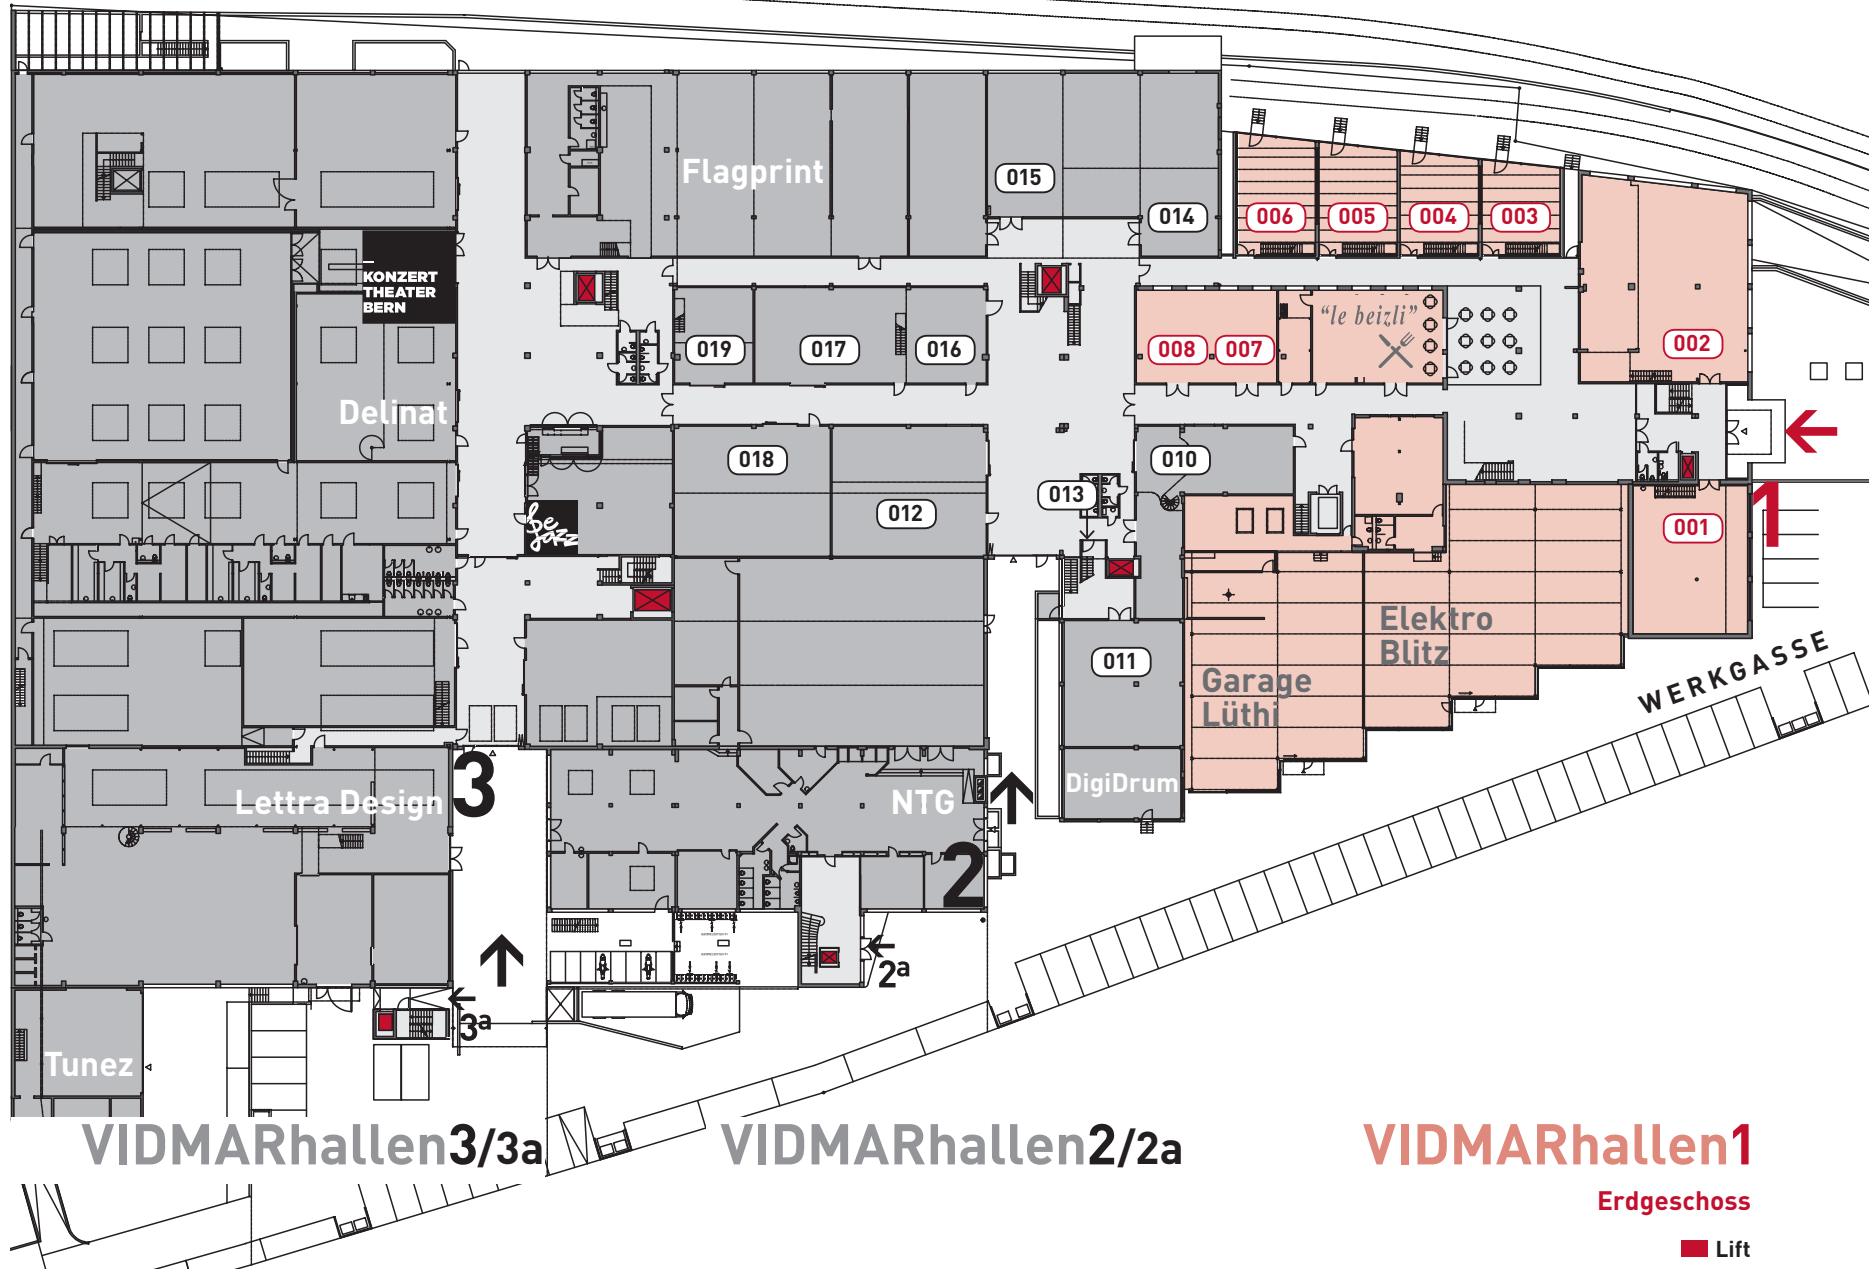 Flagprint
015
014
006
005
004
003
KONZERT
THEATER
BERN
019
017
016
008
007
"le beizli"
002
Delinat
018
010
013
012
be
jazz
001
1
011
Elektro
Blitz
Garage
Lüthi
WERKGASSE
3
Lettra Design
NTG
DigiDrum
2
2a
3a
Tunez
VIDMARhallen3/3a
VIDMARhallen2/2a
VIDMARhallen1
Erdgeschoss
Lift